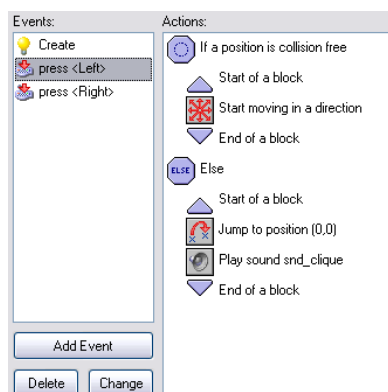 Events:
Create
press <Left>
press <Right>
Add Event
Delete
Change
Actions:
If a position is collision free
Start of a block
Start moving in a direction
End of a block
ELSE Else
Start of a block
Jump to position (0,0)
Play sound snd_clique
End of a block